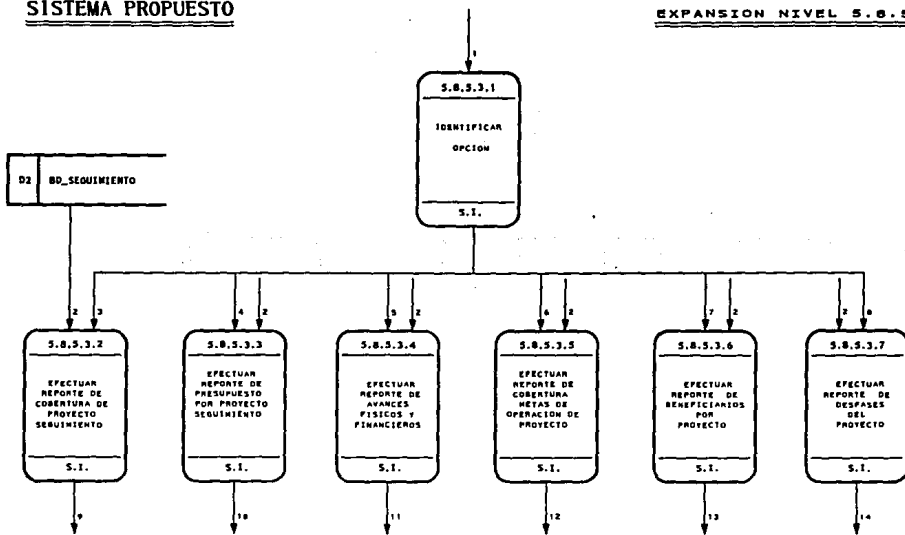 SISTEMA PROPUESTO
EXPANSION NIVEL 5.8.5
1
5.8.5.3.1
IDENTIFICAR
OPCION
S.I.
D2 BD_SEGUIMIENTO
2 3 4 2 5 2 6 2 7 2 2 8
5.8.5.3.2
EFECTUAR
REPORTE DE
COBERTURA DE
PROYECTO
SEGUIMIENTO
S.I.
9
5.8.5.3.3
EFECTUAR
REPORTE DE
PRESUPUESTO
POR PROYECTO
SEGUIMIENTO
S.I.
10
5.8.5.3.4
EFECTUAR
REPORTE DE
AVANCES
FISICOS Y
FINANCIEROS
S.I.
11
5.8.5.3.5
EFECTUAR
REPORTE DE
COBERTURA
METAS DE
OPERACION DE
PROYECTO
S.I.
12
5.8.5.3.6
EFECTUAR
REPORTE DE
BENEFICIARIOS
POR
PROYECTO
S.I.
13
5.8.5.3.7
EFECTUAR
REPORTE DE
DESFASES
DEL
PROYECTO
S.I.
14